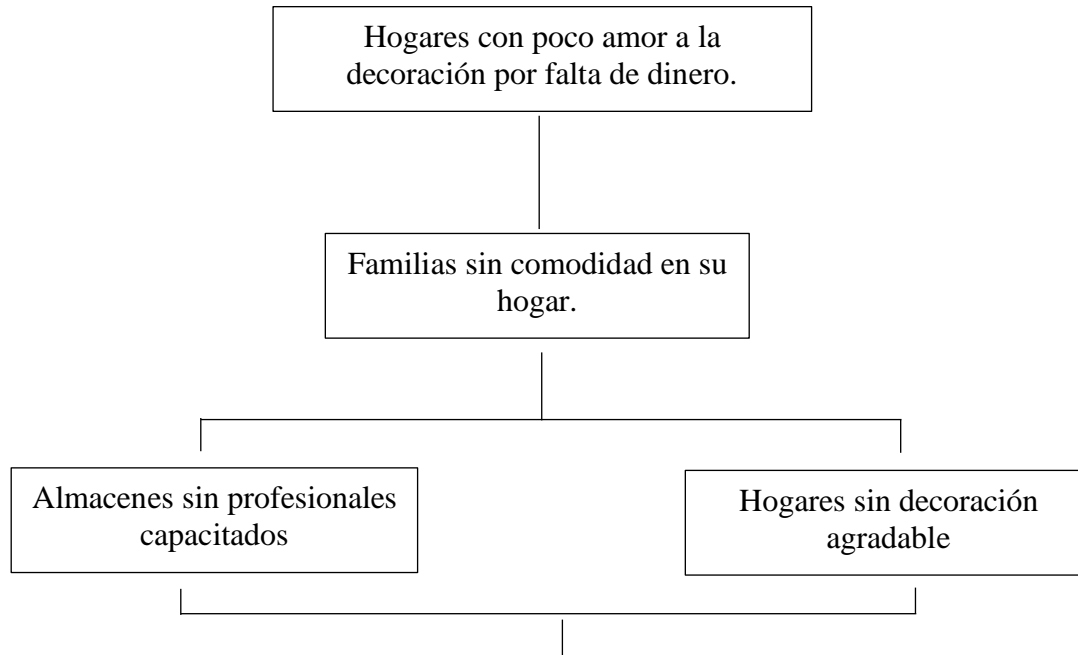 Hogares con poco amor a la
decoración por falta de dinero.
Familias sin comodidad en su
hogar.
Almacenes sin profesionales
capacitados
Hogares sin decoración
agradable